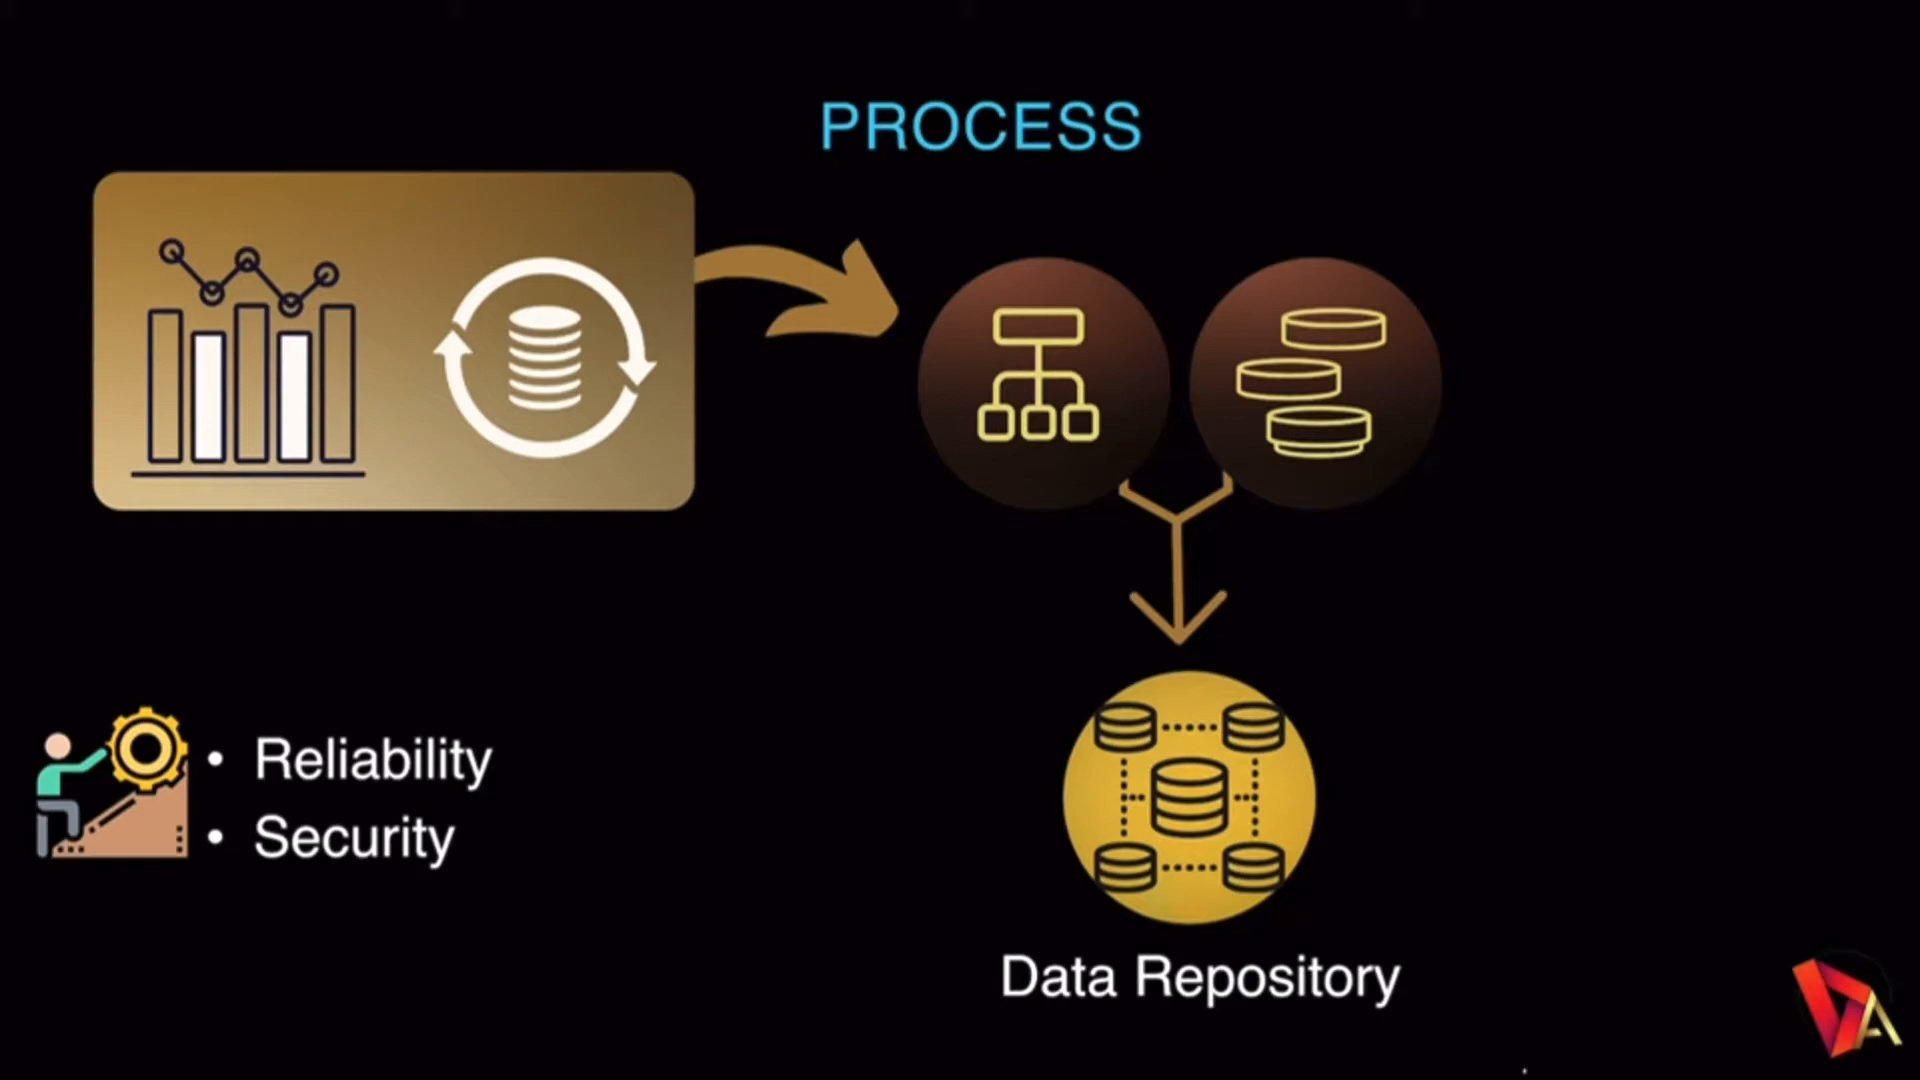 PROCESS
• Reliability
• Security
Data Repository